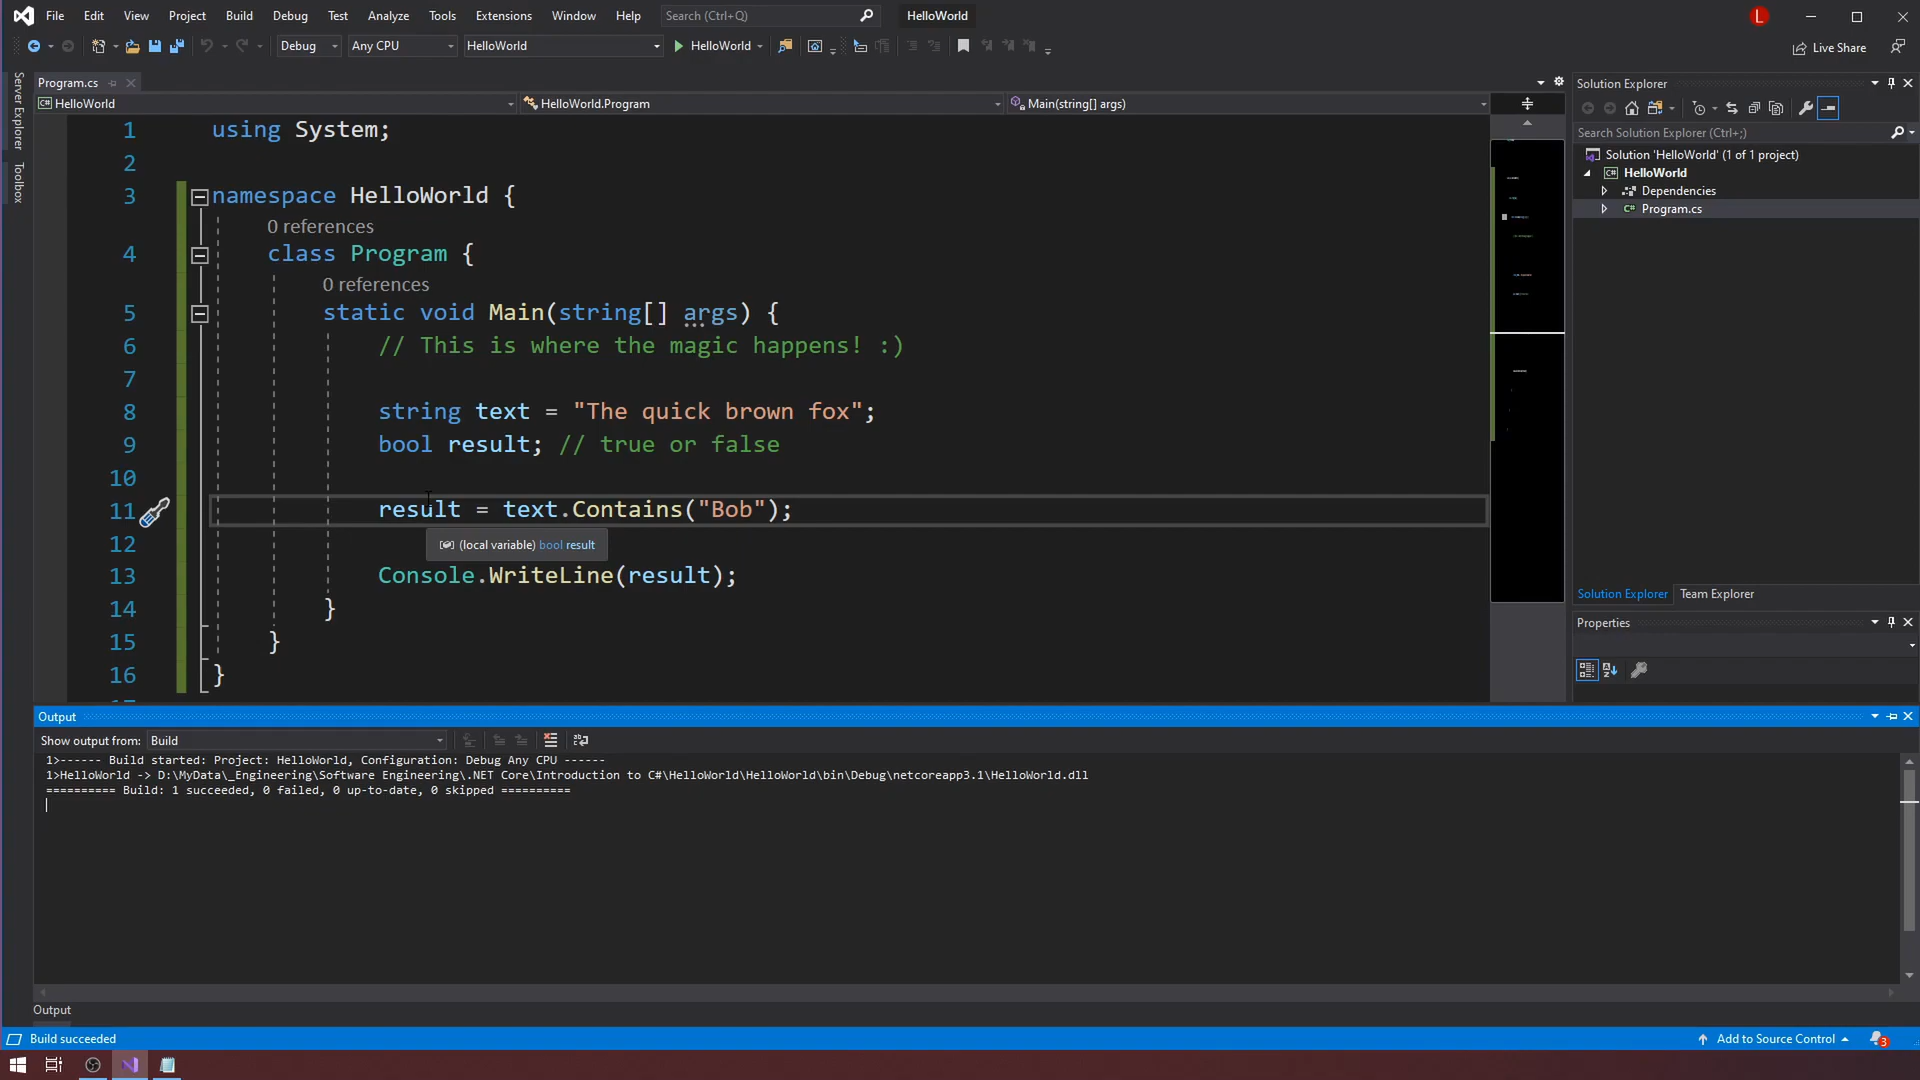 File Edit View Project Build Debug Test Analyze Tools Extensions Window Help Search (Ctrl+Q) HelloWorld L
Debug Any CPU HelloWorld HelloWorld Live Share
Server Explorer
Toolbox
Program.cs
HelloWorld HelloWorld.Program Main(string[] args)
1 using System;
2
3 namespace HelloWorld {
0 references
4 class Program {
0 references
5 static void Main(string[] args) {
6 // This is where the magic happens! :)
7
8 string text = "The quick brown fox";
9 bool result; // true or false
10
11 result = text.Contains("Bob");
12
(local variable) bool result
13 Console.WriteLine(result);
14 }
15 }
16 }
Solution Explorer
Search Solution Explorer (Ctrl+;)
Solution 'HelloWorld' (1 of 1 project)
HelloWorld
Dependencies
C# Program.cs
Solution Explorer Team Explorer
Properties
Output
Show output from: Build
1>------ Build started: Project: HelloWorld, Configuration: Debug Any CPU ------
1>HelloWorld -> D:\MyData\_Engineering\Software Engineering\.NET Core\Introduction to C#\HelloWorld\HelloWorld\bin\Debug\netcoreapp3.1\HelloWorld.dll
========== Build: 1 succeeded, 0 failed, 0 up-to-date, 0 skipped ==========
Output
Build succeeded Add to Source Control 3